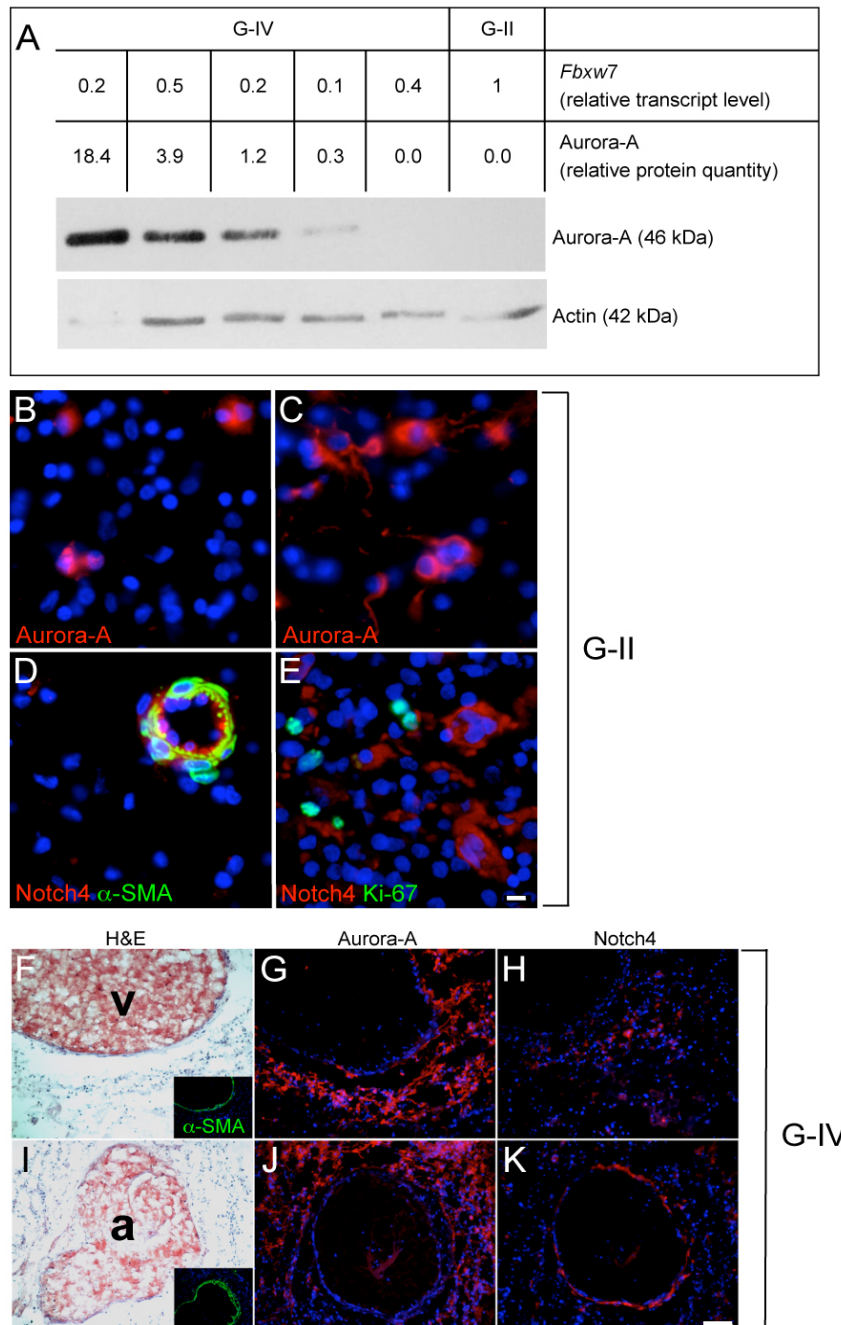 A
G-IV G-II
0.2 0.5 0.2 0.1 0.4 1 Fbxw7
(relative transcript level)
18.4 3.9 1.2 0.3 0.0 0.0 Aurora-A
(relative protein quantity)
Aurora-A (46 kDa)
Actin (42 kDa)
B
Aurora-A
C
Aurora-A
D
Notch4 α-SMA
E
Notch4 Ki-67
G-II
H&E Aurora-A Notch4
F
v
α-SMA
G
H
I
a
J
K
G-IV